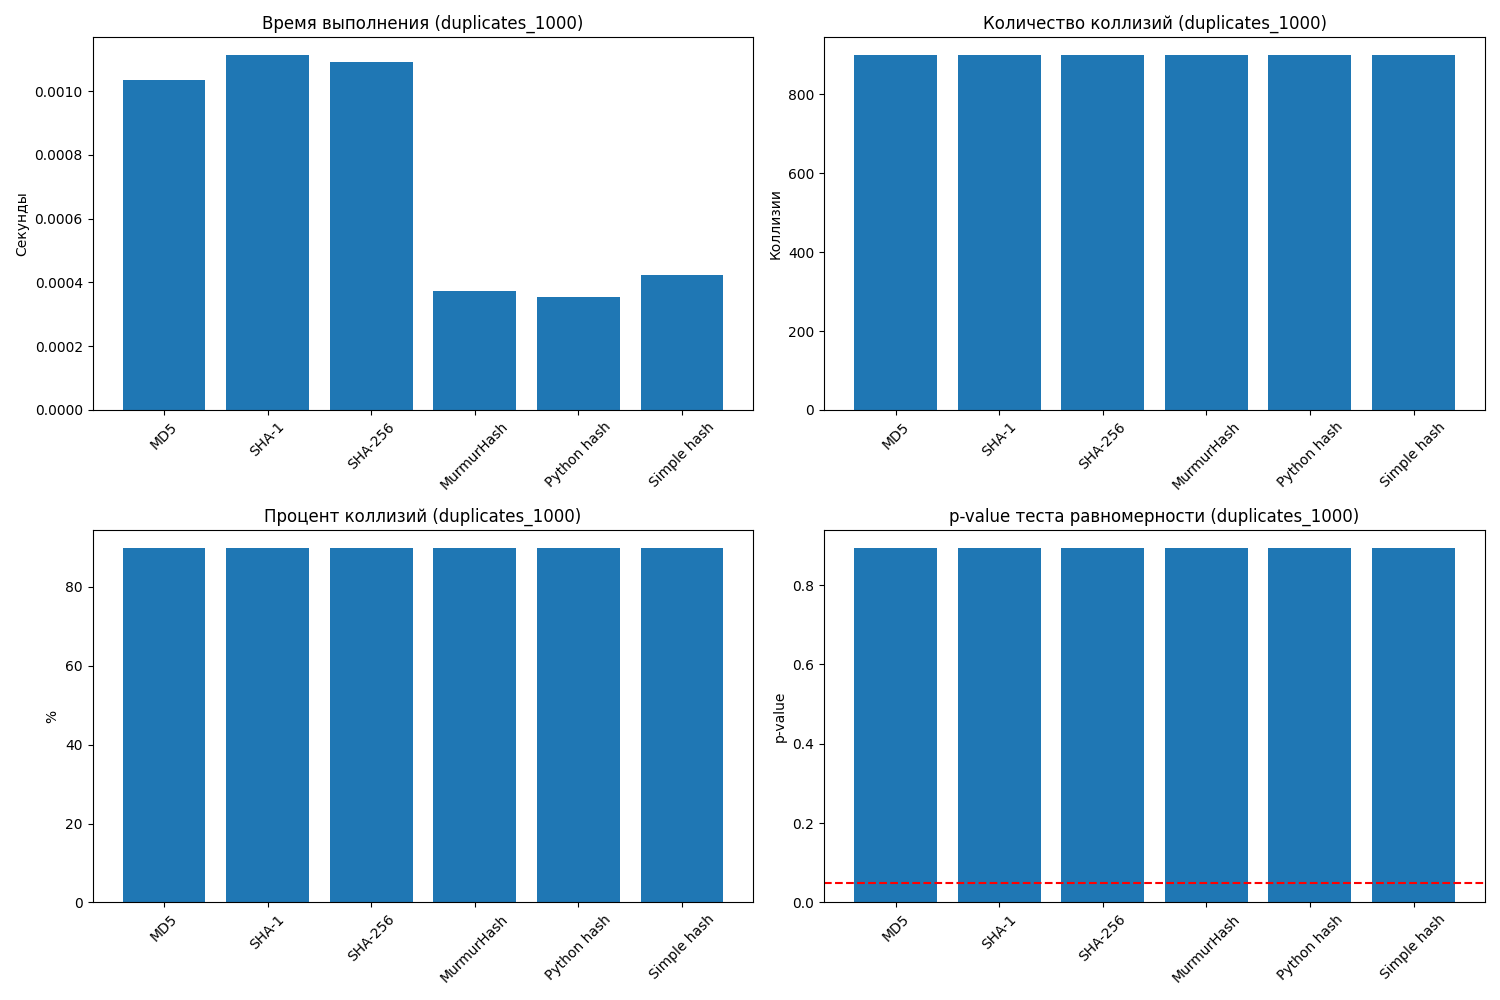 Время выполнения (duplicates_1000)
Секунды
0.0010
0.0008
0.0006
0.0004
0.0002
0.0000
MD5
SHA-1
SHA-256
MurmurHash
Python hash
Simple hash
Количество коллизий (duplicates_1000)
Коллизии
800
600
400
200
0
MD5
SHA-1
SHA-256
MurmurHash
Python hash
Simple hash
Процент коллизий (duplicates_1000)
%
80
60
40
20
0
MD5
SHA-1
SHA-256
MurmurHash
Python hash
Simple hash
p-value теста равномерности (duplicates_1000)
p-value
0.8
0.6
0.4
0.2
0.0
MD5
SHA-1
SHA-256
MurmurHash
Python hash
Simple hash